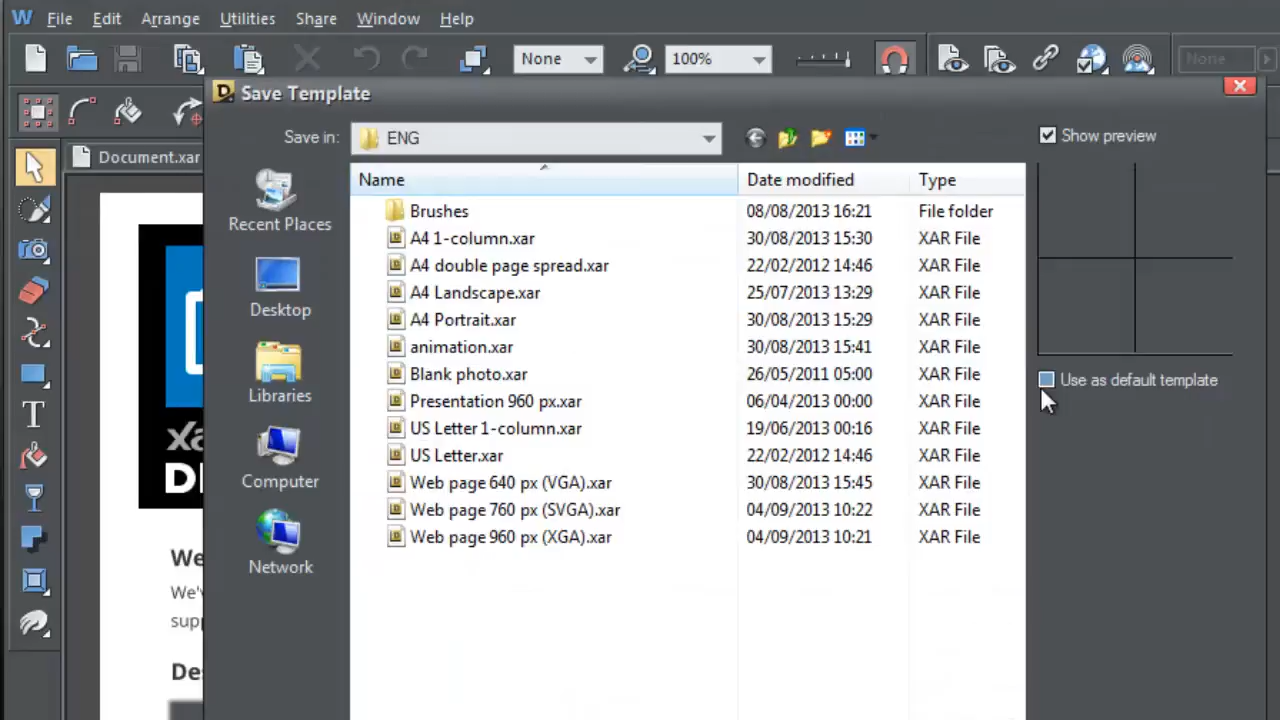 W File Edit Arrange Utilities Share Window Help
None 100% None
Save Template
Save in: ENG Show preview
Document.xar
Name Date modified Type
Recent Places
Desktop
Libraries
Computer
Network
Brushes 08/08/2013 16:21 File folder
A4 1-column.xar 30/08/2013 15:30 XAR File
A4 double page spread.xar 22/02/2012 14:46 XAR File
A4 Landscape.xar 25/07/2013 13:29 XAR File
A4 Portrait.xar 30/08/2013 15:29 XAR File
animation.xar 30/08/2013 15:41 XAR File
Blank photo.xar 26/05/2011 05:00 XAR File
Presentation 960 px.xar 06/04/2013 00:00 XAR File
US Letter 1-column.xar 19/06/2013 00:16 XAR File
US Letter.xar 22/02/2012 14:46 XAR File
Web page 640 px (VGA).xar 30/08/2013 15:45 XAR File
Web page 760 px (SVGA).xar 04/09/2013 10:22 XAR File
Web page 960 px (XGA).xar 04/09/2013 10:21 XAR File
Use as default template
xa
We
We'
supp
De